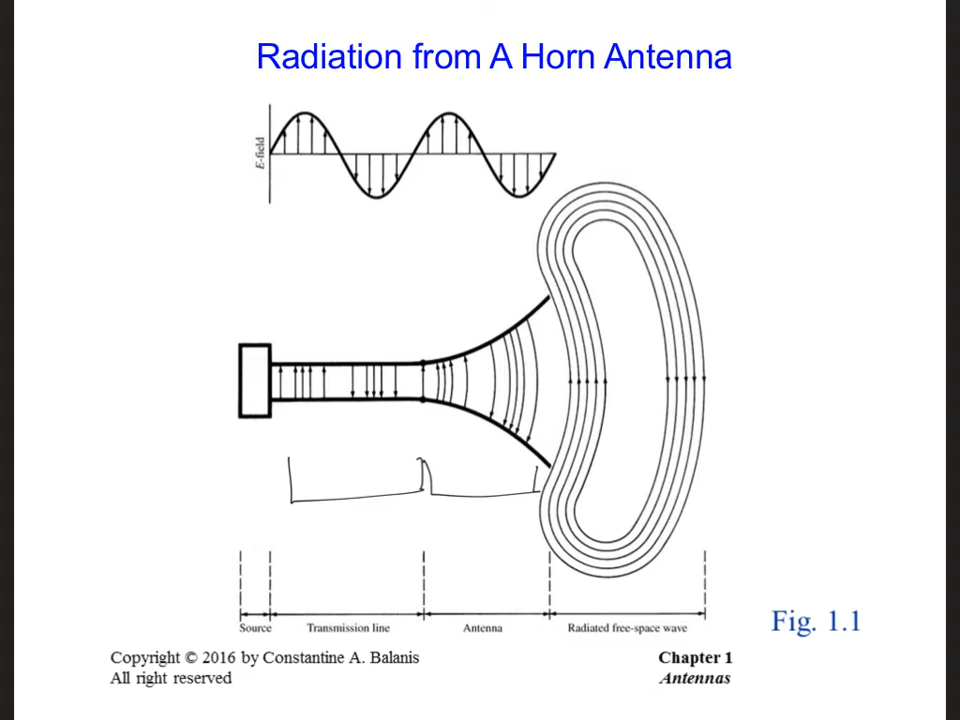 Radiation from A Horn Antenna
E-field
Source
Transmission line
Antenna
Radiated free-space wave
Fig. 1.1
Copyright © 2016 by Constantine A. Balanis
All right reserved
Chapter 1
Antennas